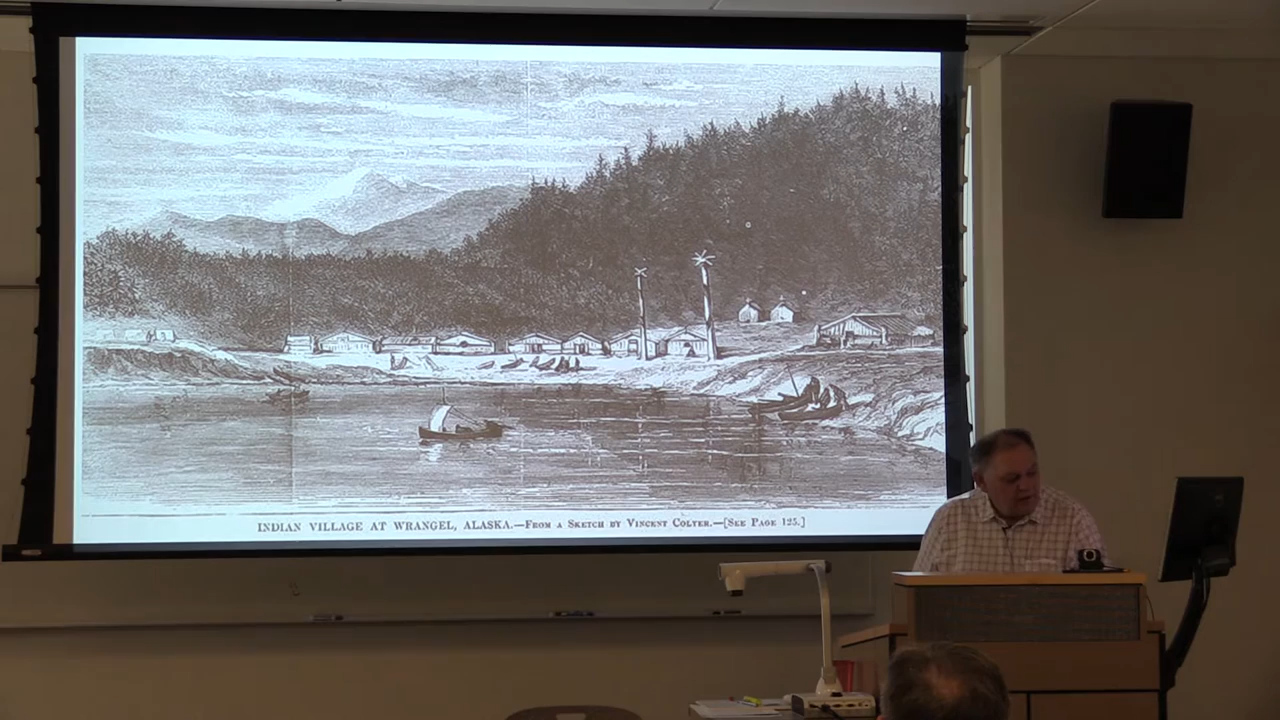 INDIAN VILLAGE AT WRANGEL, ALASKA.—FROM A SKETCH BY VINCENT COLYER.—[SEE PAGE 125.]